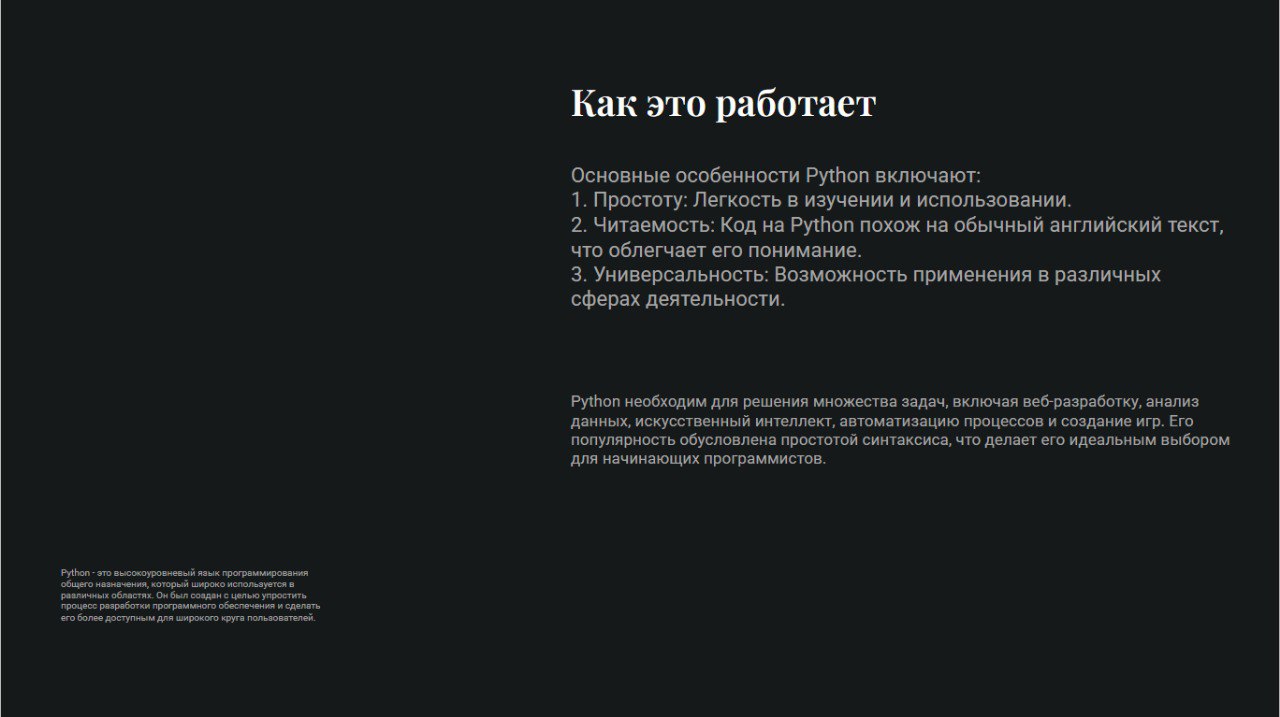 Как это работает
Основные особенности Python включают:
1. Простоту: Легкость в изучении и использовании.
2. Читаемость: Код на Python похож на обычный английский текст,
что облегчает его понимание.
3. Универсальность: Возможность применения в различных
сферах деятельности.
Python необходим для решения множества задач, включая веб-разработку, анализ
данных, искусственный интеллект, автоматизацию процессов и создание игр. Его
популярность обусловлена простотой синтаксиса, что делает его идеальным выбором
для начинающих программистов.
Python - это высокоуровневый язык программирования
общего назначения, который широко используется в
различных областях. Он был создан с целью упростить
процесс разработки программного обеспечения и сделать
его более доступным для широкого круга пользователей.